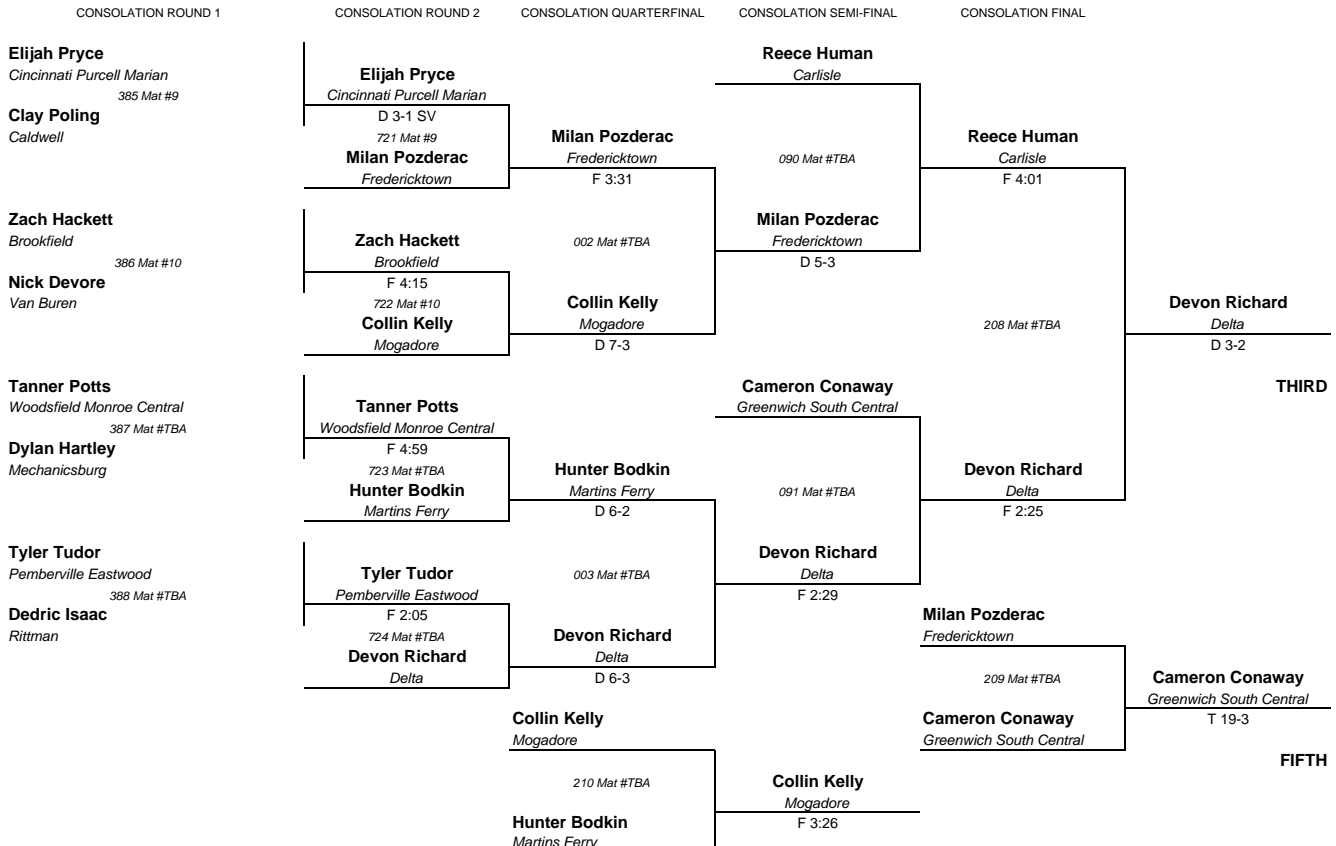 CONSOLATION ROUND 1
CONSOLATION ROUND 2
CONSOLATION QUARTERFINAL
CONSOLATION SEMI-FINAL
CONSOLATION FINAL
Elijah Pryce
Cincinnati Purcell Marian
385 Mat #9
Clay Poling
Caldwell
Zach Hackett
Brookfield
386 Mat #10
Nick Devore
Van Buren
Tanner Potts
Woodsfield Monroe Central
387 Mat #TBA
Dylan Hartley
Mechanicsburg
Tyler Tudor
Pemberville Eastwood
388 Mat #TBA
Dedric Isaac
Rittman
Elijah Pryce
Cincinnati Purcell Marian
D 3-1 SV
721 Mat #9
Milan Pozderac
Fredericktown
Zach Hackett
Brookfield
F 4:15
722 Mat #10
Collin Kelly
Mogadore
Tanner Potts
Woodsfield Monroe Central
F 4:59
723 Mat #TBA
Hunter Bodkin
Martins Ferry
Tyler Tudor
Pemberville Eastwood
F 2:05
724 Mat #TBA
Devon Richard
Delta
Milan Pozderac
Fredericktown
F 3:31
002 Mat #TBA
Collin Kelly
Mogadore
D 7-3
Hunter Bodkin
Martins Ferry
D 6-2
003 Mat #TBA
Devon Richard
Delta
D 6-3
Collin Kelly
Mogadore
210 Mat #TBA
Hunter Bodkin
Martins Ferry
Reece Human
Carlisle
090 Mat #TBA
Milan Pozderac
Fredericktown
D 5-3
Cameron Conaway
Greenwich South Central
091 Mat #TBA
Devon Richard
Delta
F 2:29
Collin Kelly
Mogadore
F 3:26
Reece Human
Carlisle
F 4:01
208 Mat #TBA
Devon Richard
Delta
F 2:25
Milan Pozderac
Fredericktown
209 Mat #TBA
Cameron Conaway
Greenwich South Central
Devon Richard
Delta
D 3-2
THIRD
Cameron Conaway
Greenwich South Central
T 19-3
FIFTH